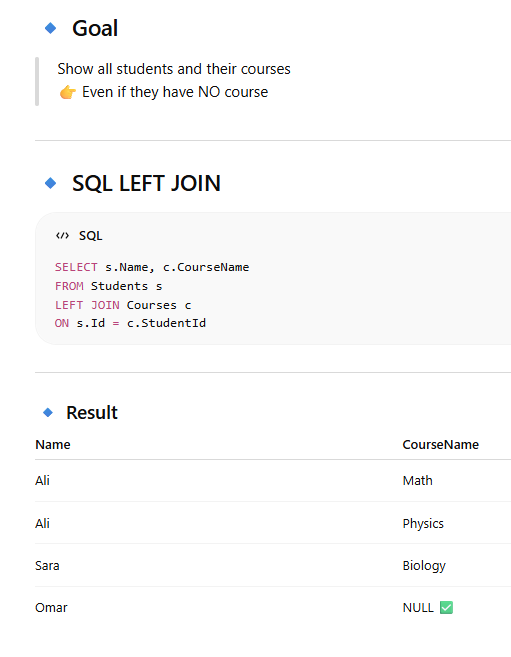 🔹 Goal
Show all students and their courses
👉 Even if they have NO course
🔹 SQL LEFT JOIN
</> SQL
SELECT s.Name, c.CourseName
FROM Students s
LEFT JOIN Courses c
ON s.Id = c.StudentId
🔹 Result
Name CourseName
Ali Math
Ali Physics
Sara Biology
Omar NULL ✅